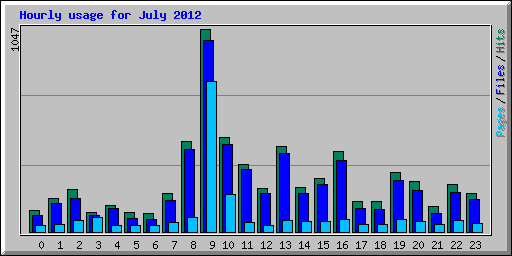 Hourly usage for July 2012
1047
Pages / Files / Hits
0 1 2 3 4 5 6 7 8 9 10 11 12 13 14 15 16 17 18 19 20 21 22 23